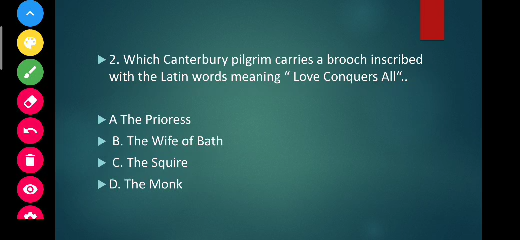 2. Which Canterbury pilgrim carries a brooch inscribed
with the Latin words meaning “ Love Conquers All“..
A The Prioress
B. The Wife of Bath
C. The Squire
D. The Monk